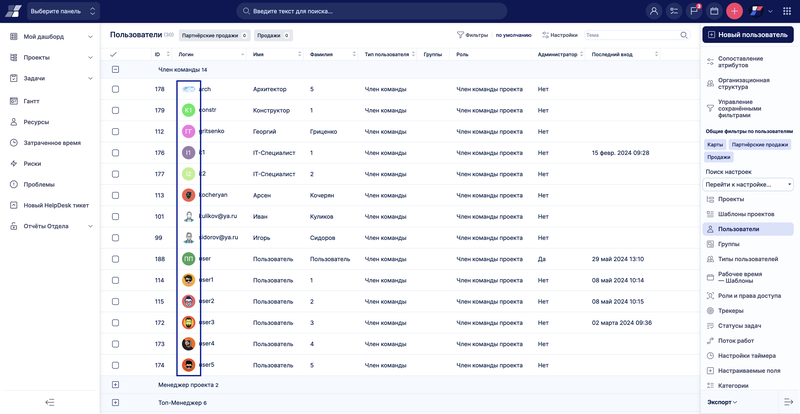 Выберите панель
Введите текст для поиска...
Мой дашборд
Проекты
Задачи
Гантт
Ресурсы
Затраченное время
Риски
Проблемы
Новый HelpDesk тикет
Отчёты Отдела
Пользователи (30) Партнёрские продажи 0 Продажи 0
Фильтры по умолчанию Настройки Тема
ID Логин Имя Фамилия Тип пользователя Группы Роль Администратор Последний вход
Член команды 14
178 arch Архитектор 5 Член команды Член команды проекта Нет
179 K1 constr Конструктор 1 Член команды Член команды проекта Нет
112 ГГ gritsenko Георгий Гриценко Член команды Член команды проекта Нет
176 I1 it1 IT-Специалист 1 Член команды Член команды проекта Нет 15 февр. 2024 09:28
177 I2 it2 IT-Специалист 2 Член команды Член команды проекта Нет
113 kocheryan Арсен Кочерян Член команды Член команды проекта Нет
101 kulikov@ya.ru Иван Куликов Член команды Член команды проекта Нет
99 sidorov@ya.ru Игорь Сидоров Член команды Член команды проекта Нет
188 ПП user Пользователь Пользователь Член команды Член команды проекта Да 29 май 2024 13:10
114 user1 Пользователь 1 Член команды Член команды проекта Нет 08 май 2024 10:14
115 user2 Пользователь 2 Член команды Член команды проекта Нет 08 май 2024 10:15
172 user3 Пользователь 3 Член команды Член команды проекта Нет 02 марта 2024 09:36
173 user4 Пользователь 4 Член команды Член команды проекта Нет
174 user5 Пользователь 5 Член команды Член команды проекта Нет
Менеджер проекта 2
Топ-Менеджер 6
Новый пользователь
Сопоставление
атрибутов
Организационная
структура
Управление
сохранёнными
фильтрами
Общие фильтры по пользователям
Карты Партнёрские продажи
Продажи
Поиск настроек
Перейти к настройке...
Проекты
Шаблоны проектов
Пользователи
Группы
Типы пользователей
Рабочее время
— Шаблоны
Роли и права доступа
Трекеры
Статусы задач
Поток работ
Настройки таймера
Настраиваемые поля
Категории
Экспорт